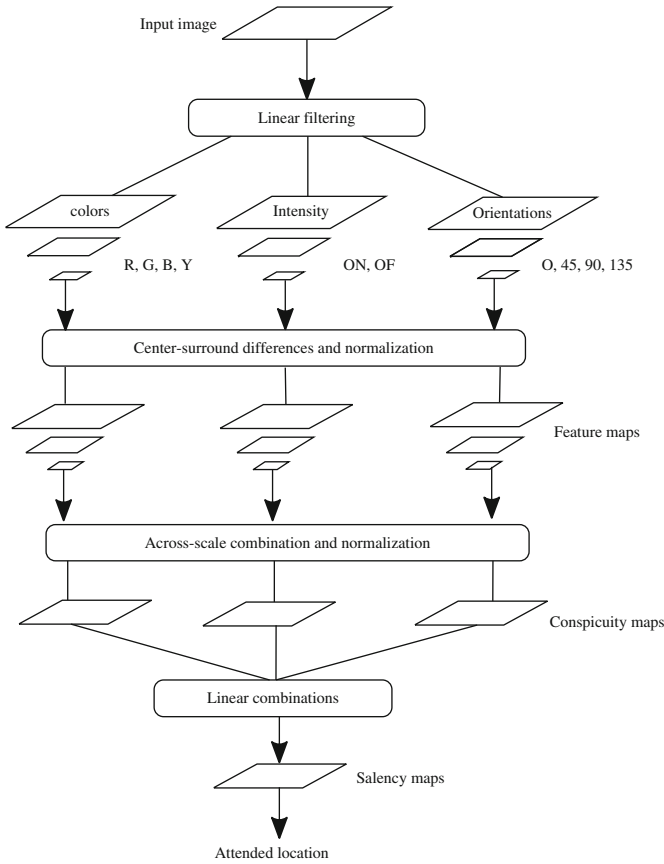 Input image
Linear filtering
colors
Intensity
Orientations
R, G, B, Y
ON, OF
O, 45, 90, 135
Center-surround differences and normalization
Feature maps
Across-scale combination and normalization
Conspicuity maps
Linear combinations
Salency maps
Attended location